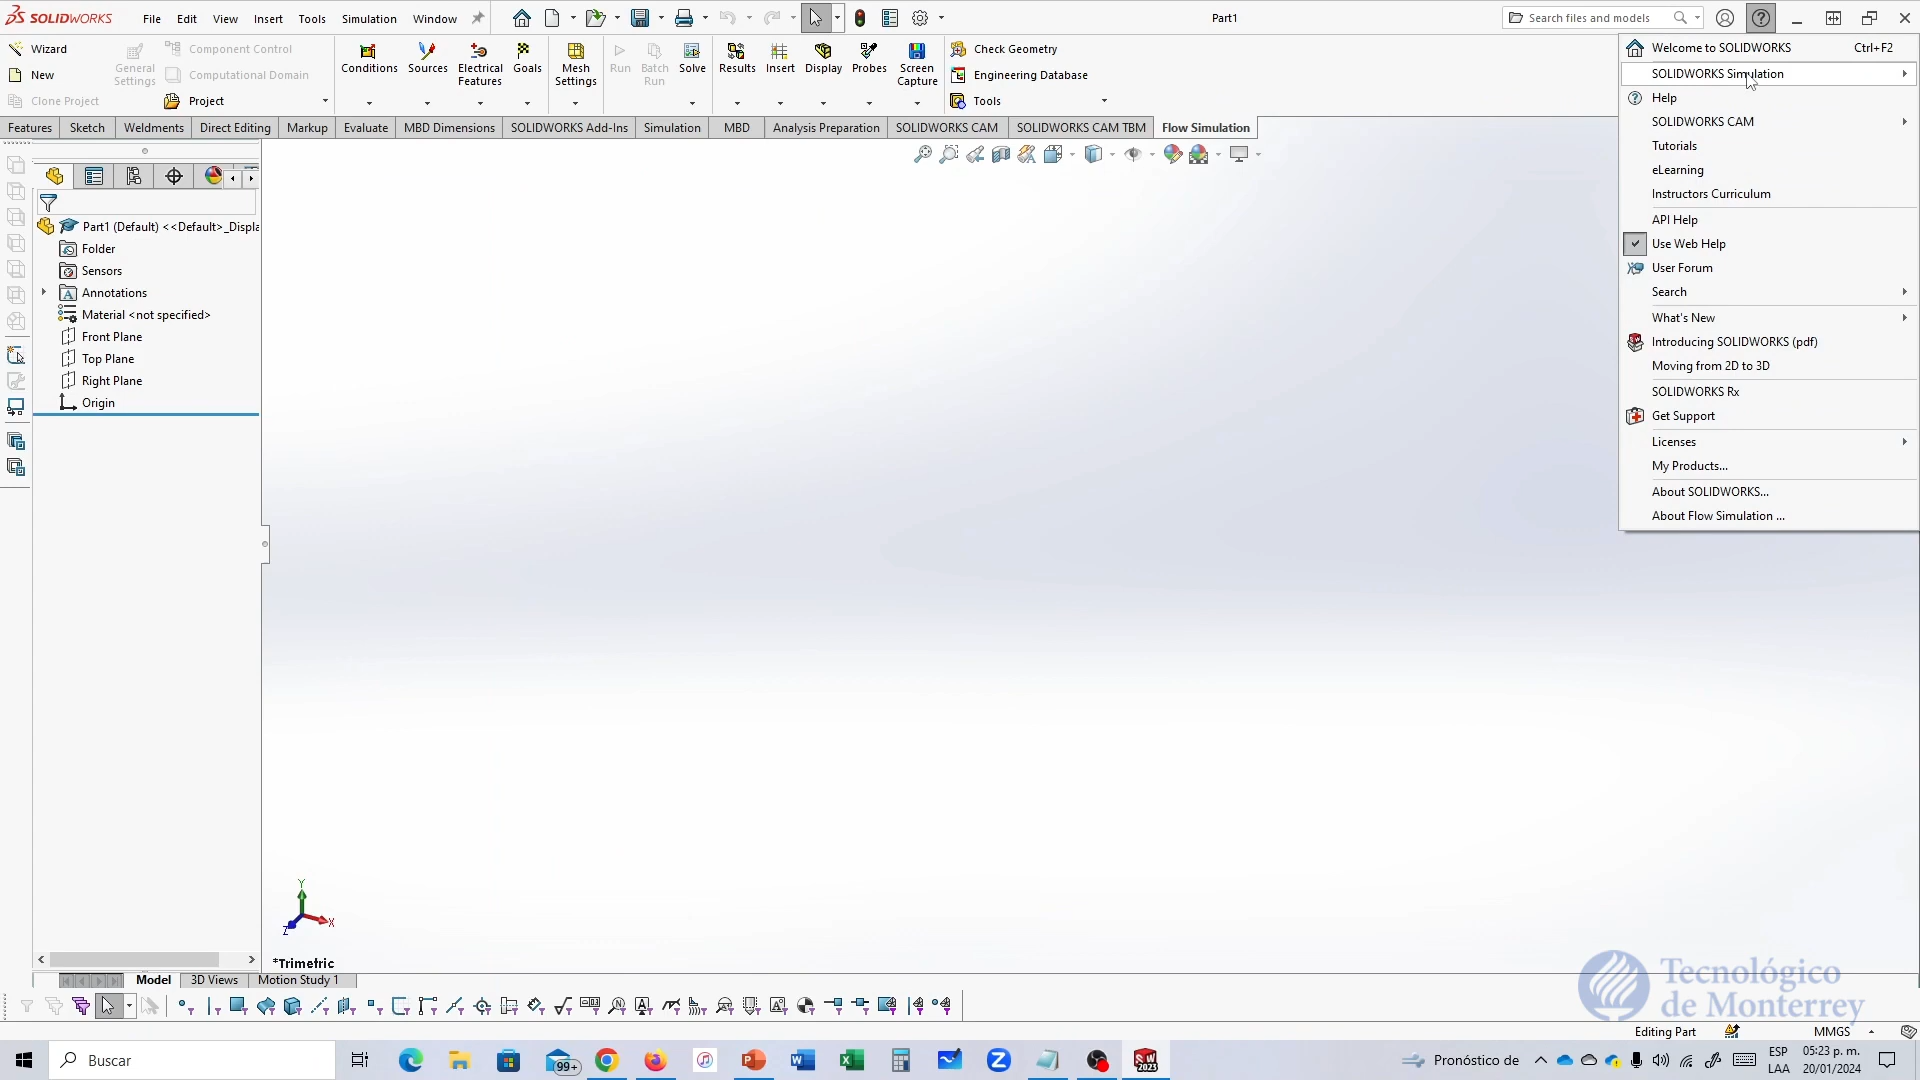 SOLIDWORKS File Edit View Insert Tools Simulation Window Part1 Search files and models
Wizard
New
Clone Project
General Settings
Component Control
Computational Domain
Project
Conditions
Sources
Electrical Features
Goals
Mesh Settings
Run
Batch Run
Solve
Results
Insert
Display
Probes
Screen Capture
Check Geometry
Engineering Database
Tools
Features Sketch Weldments Direct Editing Markup Evaluate MBD Dimensions SOLIDWORKS Add-Ins Simulation MBD Analysis Preparation SOLIDWORKS CAM SOLIDWORKS CAM TBM Flow Simulation
Part1 (Default) <<Default>_Displa
Folder
Sensors
Annotations
Material <not specified>
Front Plane
Top Plane
Right Plane
Origin
Welcome to SOLIDWORKS Ctrl+F2
SOLIDWORKS Simulation
Help
SOLIDWORKS CAM
Tutorials
eLearning
Instructors Curriculum
API Help
Use Web Help
User Forum
Search
What's New
Introducing SOLIDWORKS (pdf)
Moving from 2D to 3D
SOLIDWORKS Rx
Get Support
Licenses
My Products...
About SOLIDWORKS...
About Flow Simulation ...
Y
X
Z
*Trimetric
Tecnológico
de Monterrey
Model 3D Views Motion Study 1
Editing Part MMGS
Buscar 99+ SW 2023 Pronóstico de ESP 05:23 p. m.
LAA 20/01/2024